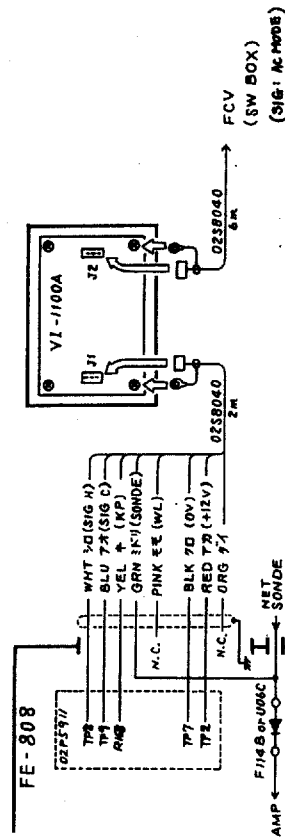 FE-808
02P5911
TP8
TP9
TP7
TP2
WHT シロ(SIG H)
BLU アオ(SIG C)
YEL キ (KP)
GRN ミドリ(SONDE)
N.C.
PINK モモ(WL)
BLK クロ(0V)
RED アカ(+12V)
N.C.
ORG ダイ
02S8040
2m
VI-1100A
J1
J2
02S8040
6m
FCV
(SW BOX)
(SIG: AC MODE)
AMP
F114B or U06C
NET
SONDE